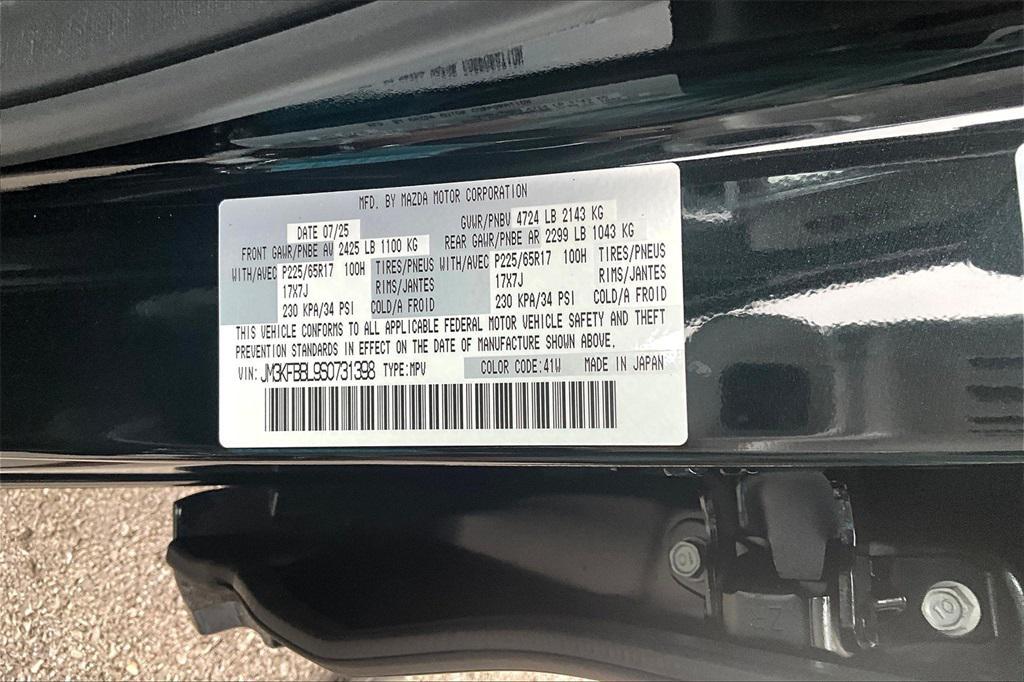 MFD. BY MAZDA MOTOR CORPORATION
DATE 07/25 GVWR/PNBV 4724 LB 2143 KG
FRONT GAWR/PNBE AV 2425 LB 1100 KG REAR GAWR/PNBE AR 2299 LB 1043 KG
WITH/AVEC P225/65R17 100H TIRES/PNEUS WITH/AVEC P225/65R17 100H TIRES/PNEUS
17X7J RIMS/JANTES 17X7J RIMS/JANTES
230 KPA/34 PSI COLD/A FROID 230 KPA/34 PSI COLD/A FROID
THIS VEHICLE CONFORMS TO ALL APPLICABLE FEDERAL MOTOR VEHICLE SAFETY AND THEFT
PREVENTION STANDARDS IN EFFECT ON THE DATE OF MANUFACTURE SHOWN ABOVE.
VIN: JM3KFBBL9S0731398 TYPE:MPV COLOR CODE:41W MADE IN JAPAN
10
10